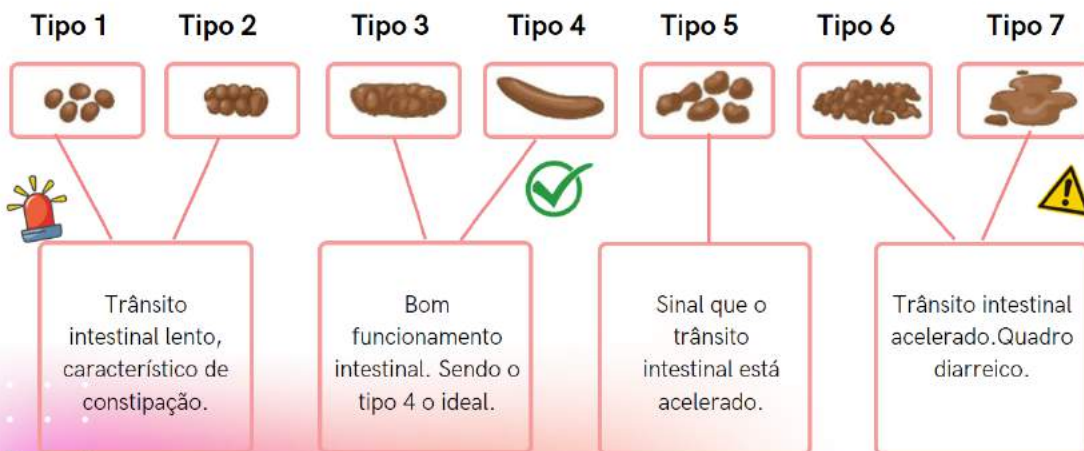 Tipo 1
Tipo 2
Tipo 3
Tipo 4
Tipo 5
Tipo 6
Tipo 7
Trânsito
intestinal lento,
característico de
constipação.
Bom
funcionamento
intestinal. Sendo o
tipo 4 o ideal.
Sinal que o
trânsito
intestinal está
acelerado.
Trânsito intestinal
acelerado.Quadro
diarreico.